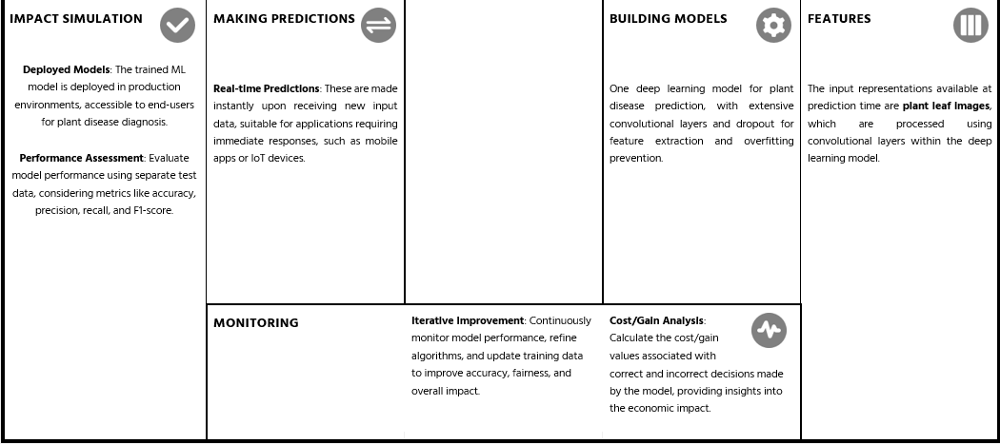 IMPACT SIMULATION
Deployed Models: The trained ML
model is deployed in production
environments, accessible to end-users
for plant disease diagnosis.
Performance Assessment: Evaluate
model performance using separate test
data, considering metrics like accuracy,
precision, recall, and F1-score.
MAKING PREDICTIONS
Real-time Predictions: These are made
instantly upon receiving new input
data, suitable for applications requiring
immediate responses, such as mobile
apps or IoT devices.
BUILDING MODELS
One deep learning model for plant
disease prediction, with extensive
convolutional layers and dropout for
feature extraction and overfitting
prevention.
FEATURES
The input representations available at
prediction time are plant leaf images,
which are processed using
convolutional layers within the deep
learning model.
MONITORING
Iterative Improvement: Continuously
monitor model performance, refine
algorithms, and update training data
to improve accuracy, fairness, and
overall impact.
Cost/Gain Analysis:
Calculate the cost/gain
values associated with
correct and incorrect decisions made
by the model, providing insights into
the economic impact.